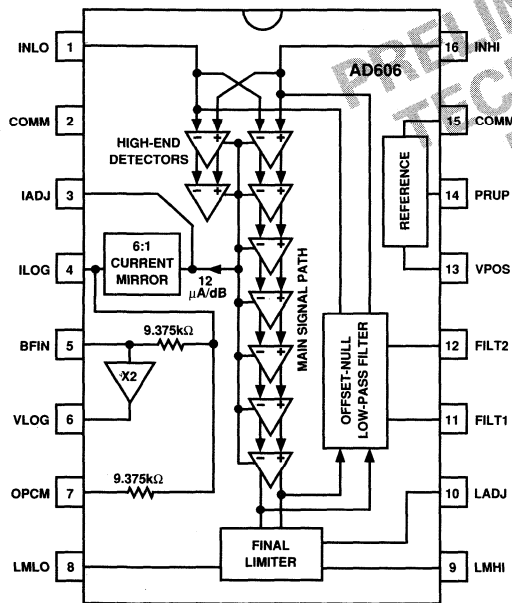 PRELIM
TEC
INLO 1
16 INHI
AD606
COMM 2
15 COMM
HIGH-END
DETECTORS
IADJ 3
14 PRUP
REFERENCE
ILOG 4
6:1
CURRENT
MIRROR
12
µA/dB
13 VPOS
MAIN SIGNAL PATH
BFIN 5
9.375kΩ
12 FILT2
X2
OFFSET-NULL
LOW-PASS FILTER
VLOG 6
11 FILT1
9.375kΩ
OPCM 7
10 LADJ
LMLO 8
FINAL
LIMITER
9 LMHI
- +
- +
- +
- +
- +
- +
- +
- +
- +